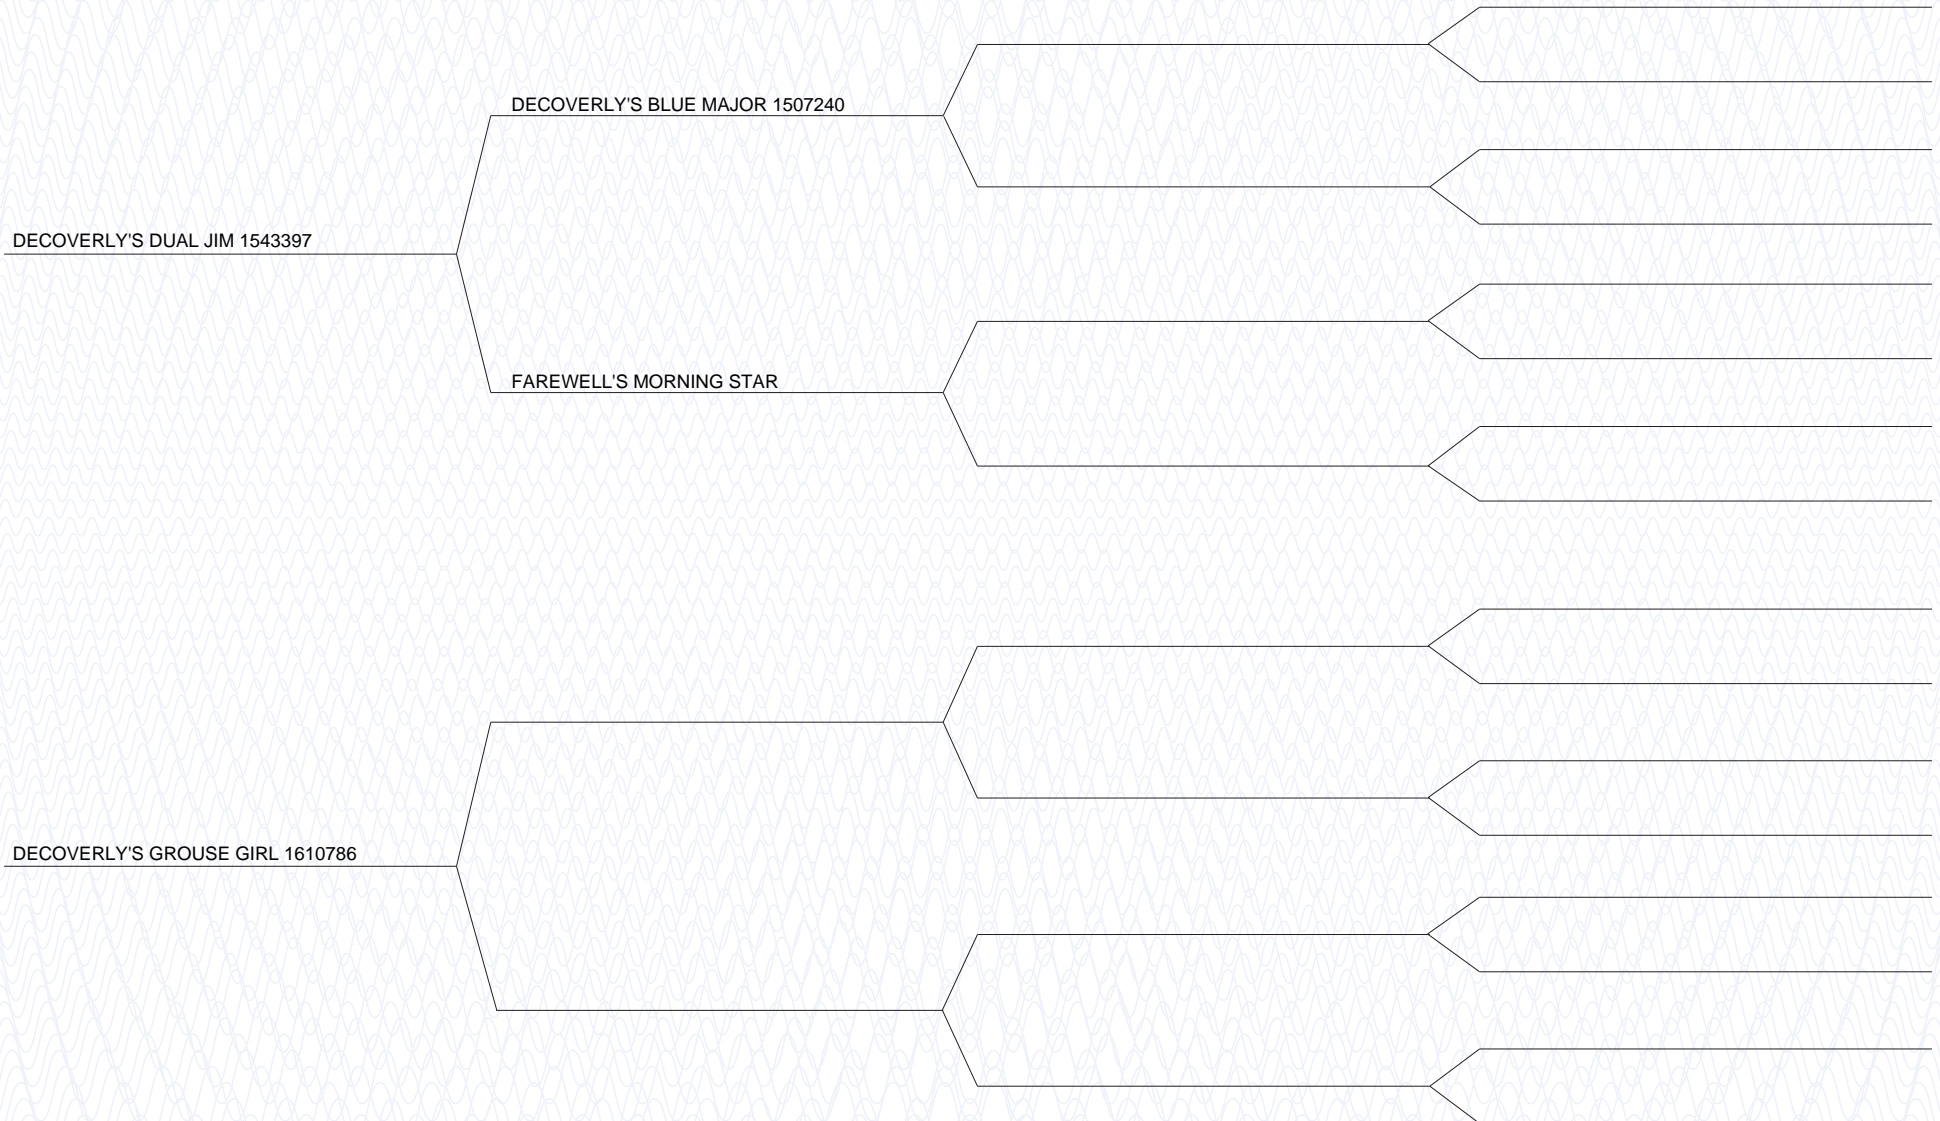 DECOVERLY'S BLUE MAJOR 1507240
DECOVERLY'S DUAL JIM 1543397
FAREWELL'S MORNING STAR
DECOVERLY'S GROUSE GIRL 1610786